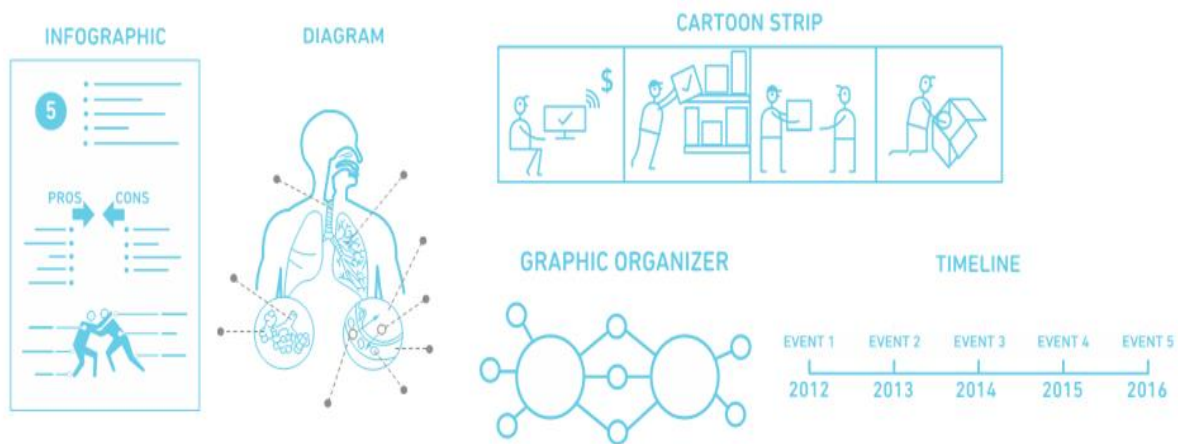 INFOGRAPHIC
5
PROS
CONS
DIAGRAM
CARTOON STRIP
$
GRAPHIC ORGANIZER
TIMELINE
EVENT 1 EVENT 2 EVENT 3 EVENT 4 EVENT 5
2012 2013 2014 2015 2016